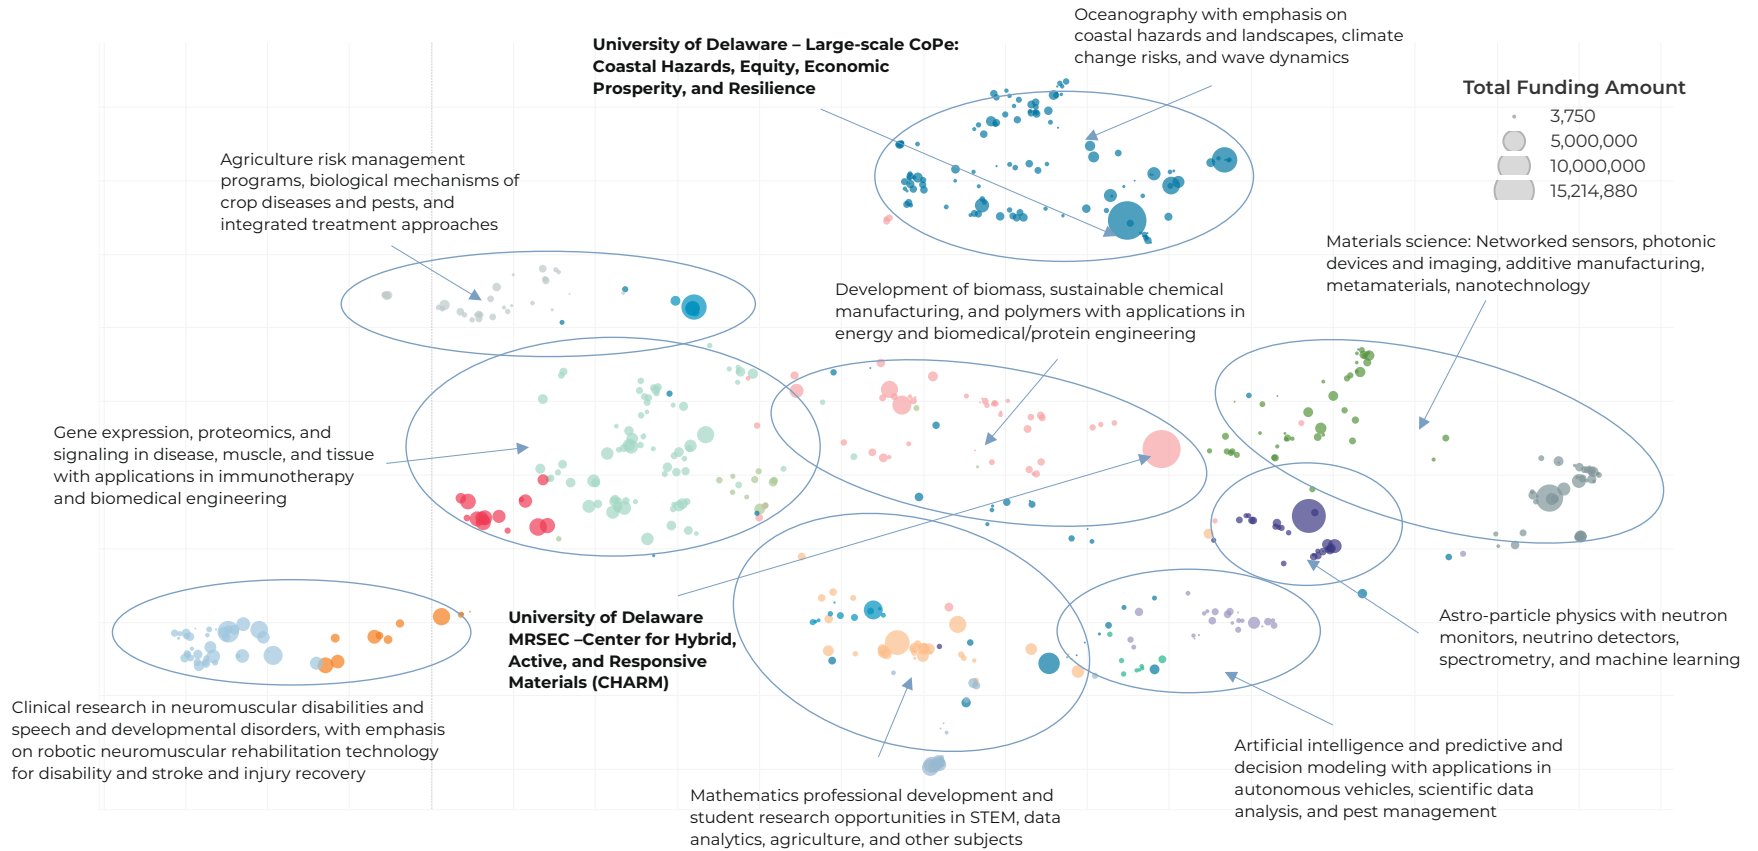 Oceanography with emphasis on
coastal hazards and landscapes, climate
change risks, and wave dynamics
University of Delaware – Large-scale CoPe:
Coastal Hazards, Equity, Economic
Prosperity, and Resilience
Total Funding Amount
3,750
5,000,000
10,000,000
15,214,880
Agriculture risk management
programs, biological mechanisms of
crop diseases and pests, and
integrated treatment approaches
Materials science: Networked sensors, photonic
devices and imaging, additive manufacturing,
metamaterials, nanotechnology
Development of biomass, sustainable chemical
manufacturing, and polymers with applications in
energy and biomedical/protein engineering
Gene expression, proteomics, and
signaling in disease, muscle, and tissue
with applications in immunotherapy
and biomedical engineering
University of Delaware
MRSEC –Center for Hybrid,
Active, and Responsive
Materials (CHARM)
Astro-particle physics with neutron
monitors, neutrino detectors,
spectrometry, and machine learning
Clinical research in neuromuscular disabilities and
speech and developmental disorders, with emphasis
on robotic neuromuscular rehabilitation technology
for disability and stroke and injury recovery
Artificial intelligence and predictive and
decision modeling with applications in
autonomous vehicles, scientific data
analysis, and pest management
Mathematics professional development and
student research opportunities in STEM, data
analytics, agriculture, and other subjects